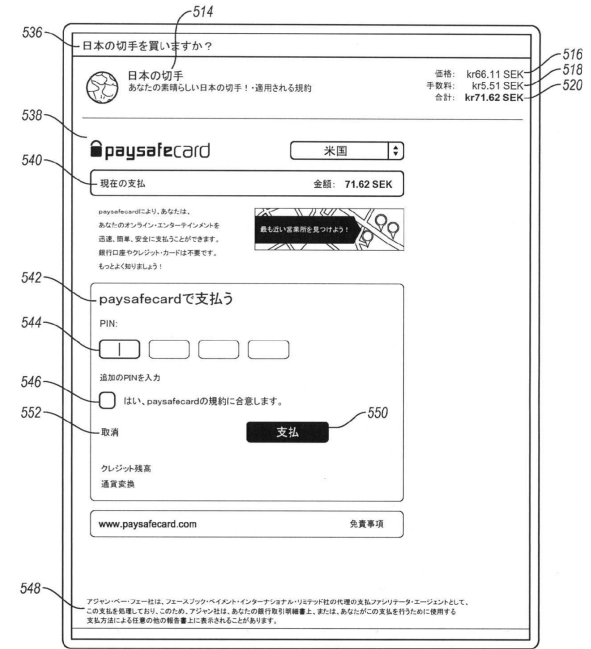 514
536
日本の切手を買いますか？
日本の切手
あなたの素晴らしい日本の切手！・適用される規約
価格: kr66.11 SEK
516
手数料: kr5.51 SEK
518
合計: kr71.62 SEK
520
538
paysafecard
米国
540
現在の支払
金額: 71.62 SEK
paysafecardにより、あなたは、
あなたのオンライン・エンターテインメントを
迅速、簡単、安全に支払うことができます。
銀行口座やクレジット・カードは不要です。
もっとよく知りましょう！
最も近い営業所を見つけよう！
542
paysafecardで支払う
544
PIN:
追加のPINを入力
546
はい、paysafecardの規約に合意します。
552
取消
支払
550
クレジット残高
通貨変換
www.paysafecard.com
免責事項
548
アジャン・ベー・フェー社は、フェースブック・ペイメント・インターナショナル・リミテッド社の代理の支払ファシリテータ・エージェントとして、
この支払を処理しており、このため、アジャン社は、あなたの銀行取引明細書上、または、あなたがこの支払を行うために使用する
支払方法による任意の他の報告書上に表示されることがあります。